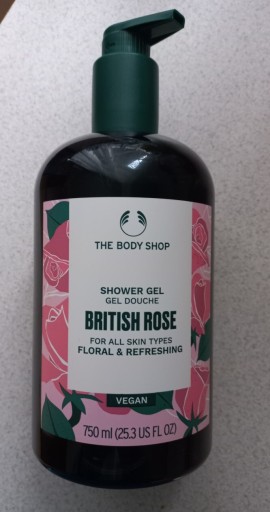 THE BODY SHOP
SHOWER GEL
GEL DOUCHE
BRITISH ROSE
FOR ALL SKIN TYPES
FLORAL & REFRESHING
VEGAN
750 ml (25.3 US FL OZ)